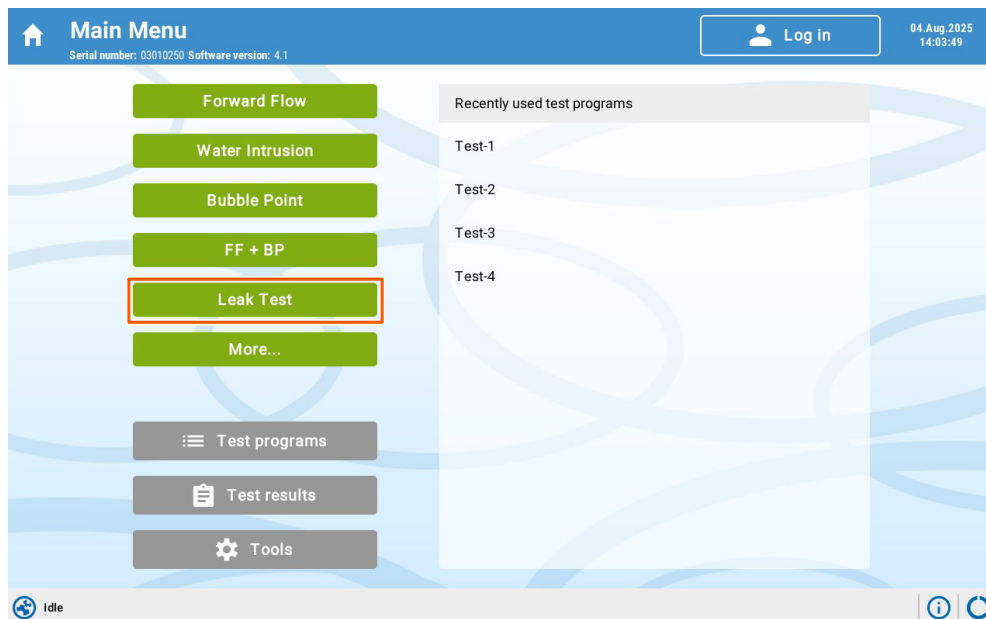 Main Menu
Serial number: 03010250 Software version: 4.1
Log in
04.Aug.2025
14:03:49
Forward Flow
Water Intrusion
Bubble Point
FF + BP
Leak Test
More...
Test programs
Test results
Tools
Recently used test programs
Test-1
Test-2
Test-3
Test-4
Idle